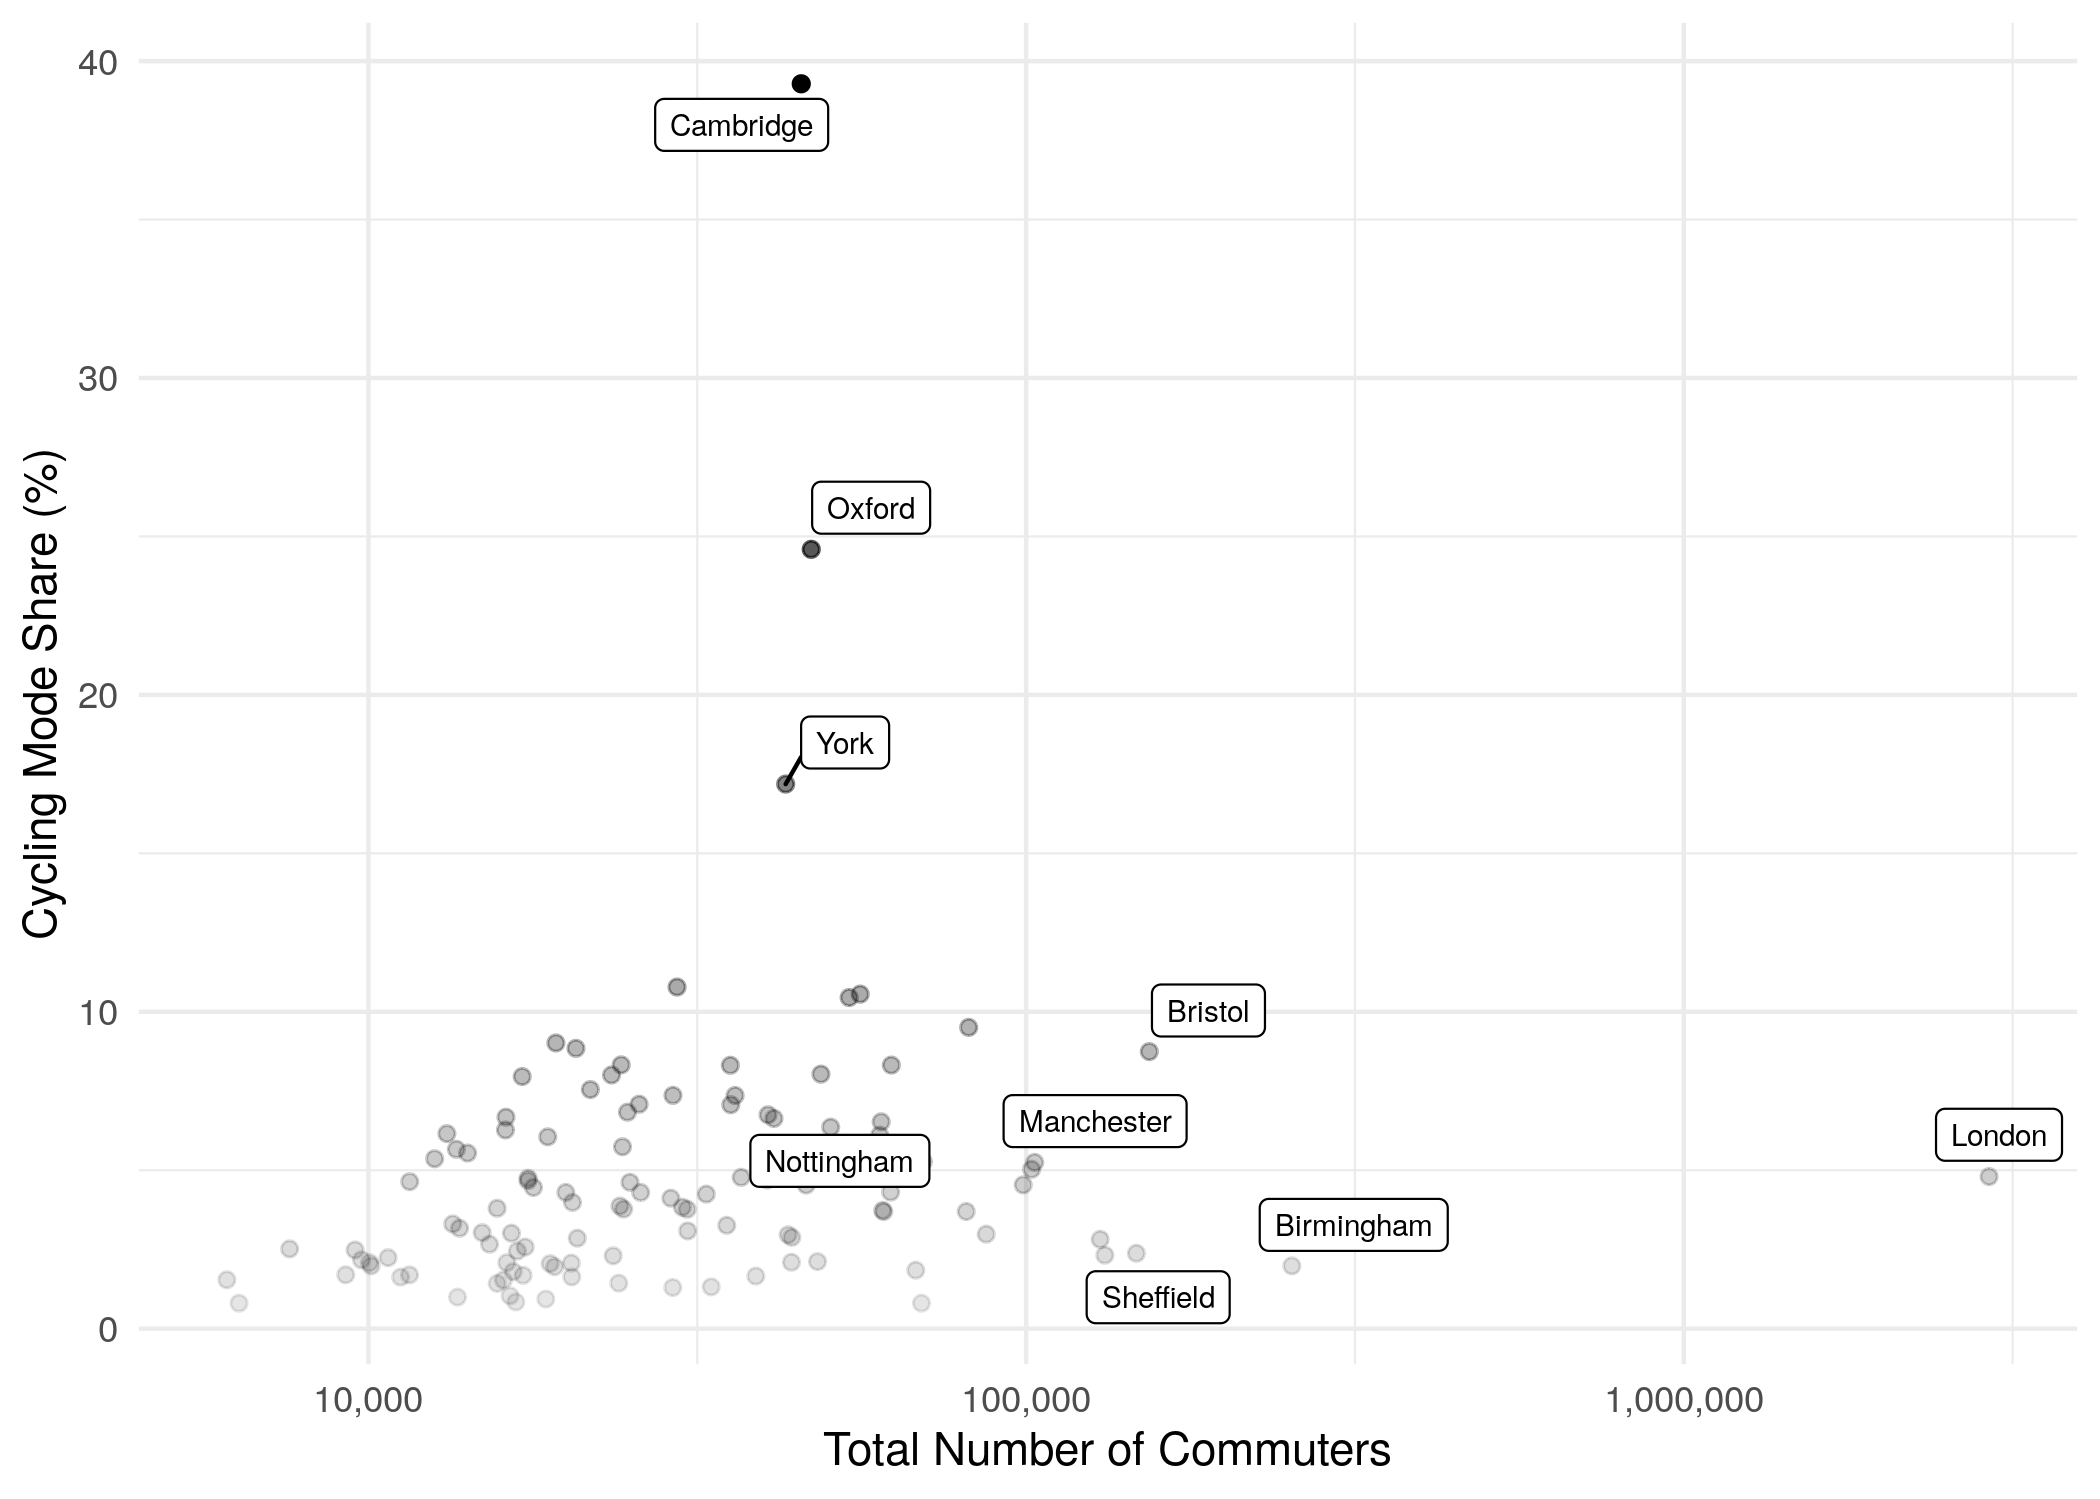 40
Cambridge
30
Oxford
Cycling Mode Share (%)
20
York
10
Bristol
Manchester
London
Nottingham
Birmingham
Sheffield
0
10,000
100,000
1,000,000
Total Number of Commuters